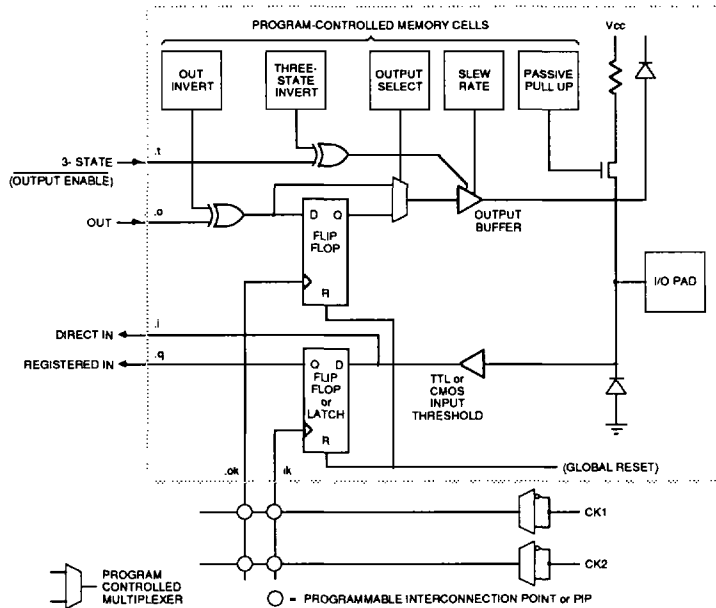 PROGRAM-CONTROLLED MEMORY CELLS
Vcc
OUT
INVERT
THREE-
STATE
INVERT
OUTPUT
SELECT
SLEW
RATE
PASSIVE
PULL UP
3- STATE
(OUTPUT ENABLE)
.t
OUT
.o
D Q
FLIP
FLOP
R
OUTPUT
BUFFER
I/O PAD
DIRECT IN
.i
REGISTERED IN
.q
Q D
FLIP
FLOP
or
LATCH
R
TTL or
CMOS
INPUT
THRESHOLD
.ok
.ik
(GLOBAL RESET)
CK1
CK2
PROGRAM
CONTROLLED
MULTIPLEXER
= PROGRAMMABLE INTERCONNECTION POINT or PIP